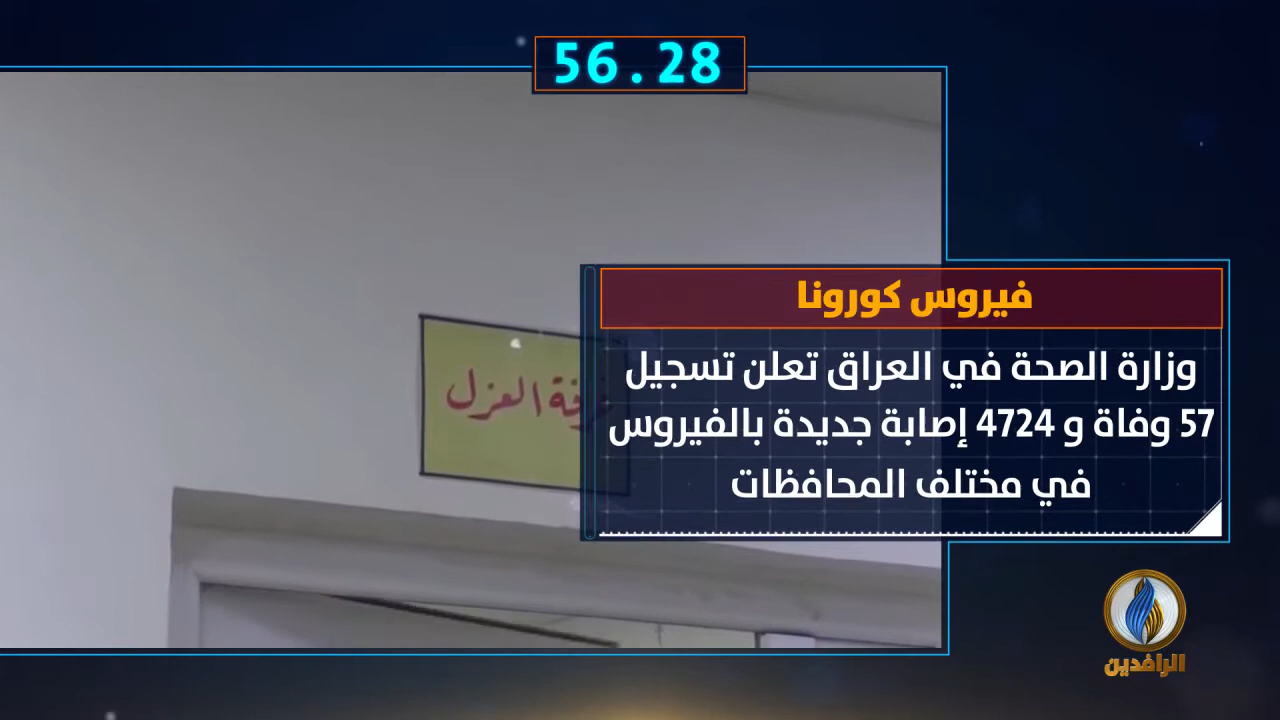 56.28
فيروس كورونا
وزارة الصحة في العراق تعلن تسجيل
57 وفاة و 4724 إصابة جديدة بالفيروس
في مختلف المحافظات
غرفة العزل
الرافدين